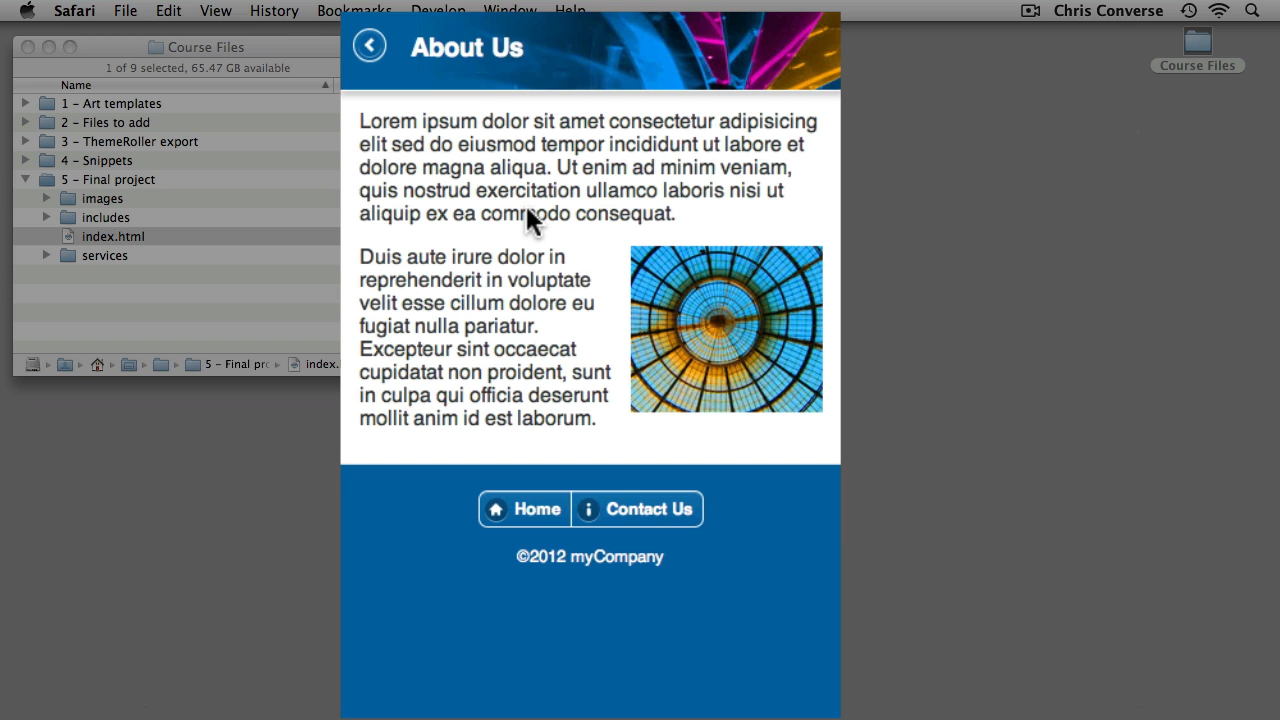 Safari File Edit View History Bookmarks Develop Window Help Chris Converse
Course Files
1 of 9 selected, 65.47 GB available
Name
1 – Art templates
2 – Files to add
3 – ThemeRoller export
4 – Snippets
5 – Final project
images
includes
index.html
services
5 – Final pr index.
About Us
Lorem ipsum dolor sit amet consectetur adipisicing
elit sed do eiusmod tempor incididunt ut labore et
dolore magna aliqua. Ut enim ad minim veniam,
quis nostrud exercitation ullamco laboris nisi ut
aliquip ex ea commodo consequat.
Duis aute irure dolor in
reprehenderit in voluptate
velit esse cillum dolore eu
fugiat nulla pariatur.
Excepteur sint occaecat
cupidatat non proident, sunt
in culpa qui officia deserunt
mollit anim id est laborum.
Home Contact Us
©2012 myCompany
Course Files